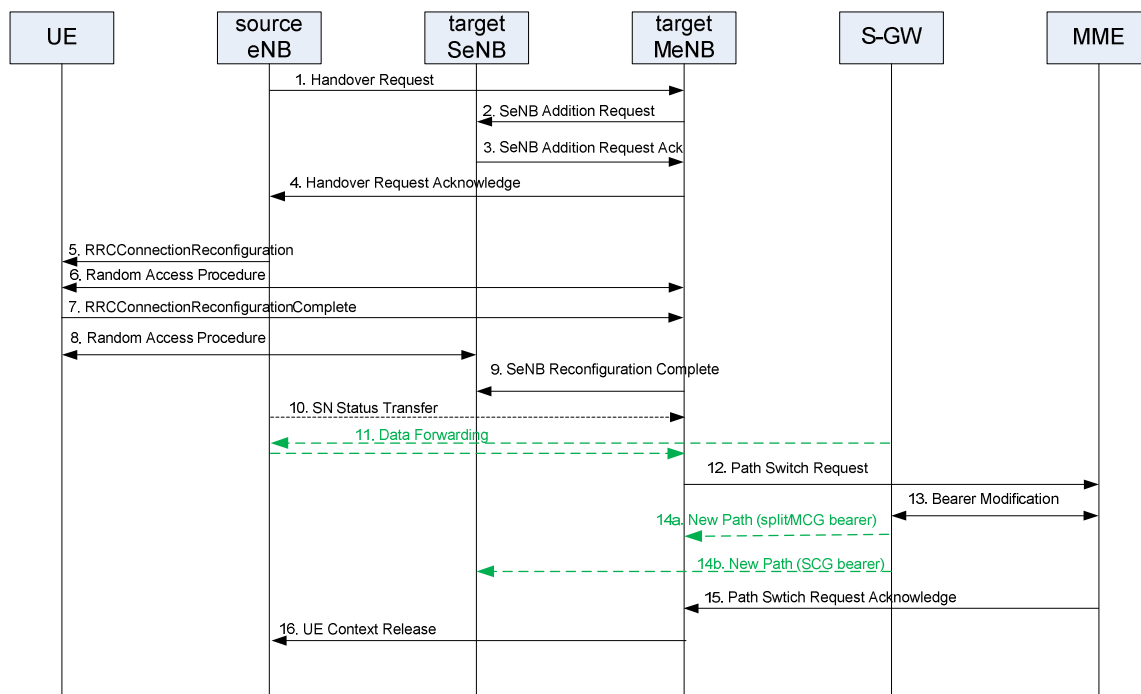 UE
source
eNB
target
SeNB
target
MeNB
S-GW
MME
1. Handover Request
2. SeNB Addition Request
3. SeNB Addition Request Ack
4. Handover Request Acknowledge
5. RRCConnectionReconfiguration
6. Random Access Procedure
7. RRCConnectionReconfigurationComplete
8. Random Access Procedure
9. SeNB Reconfiguration Complete
10. SN Status Transfer
11. Data Forwarding
12. Path Switch Request
13. Bearer Modification
14a. New Path (split/MCG bearer)
14b. New Path (SCG bearer)
15. Path Swtich Request Acknowledge
16. UE Context Release